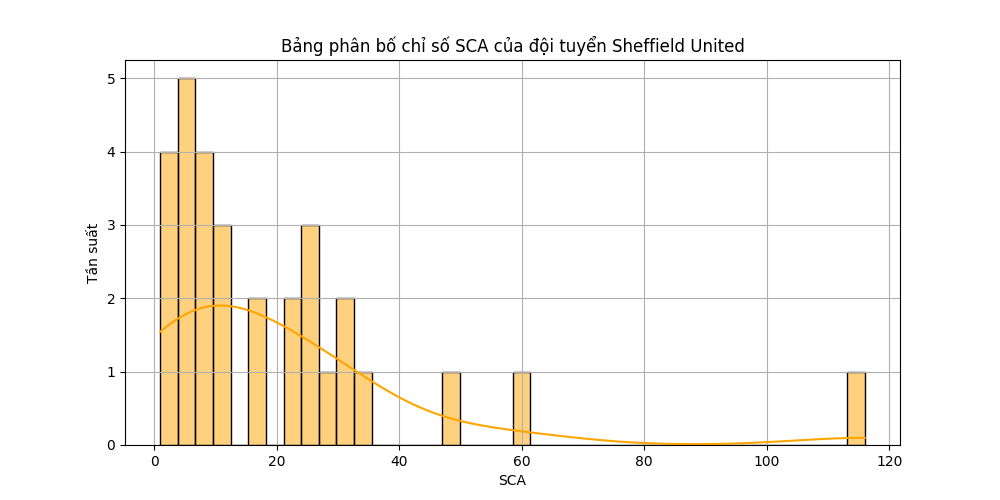 Bảng phân bố chỉ số SCA của đội tuyển Sheffield United
Tần suất
5
4
3
2
1
0
0 20 40 60 80 100 120
SCA